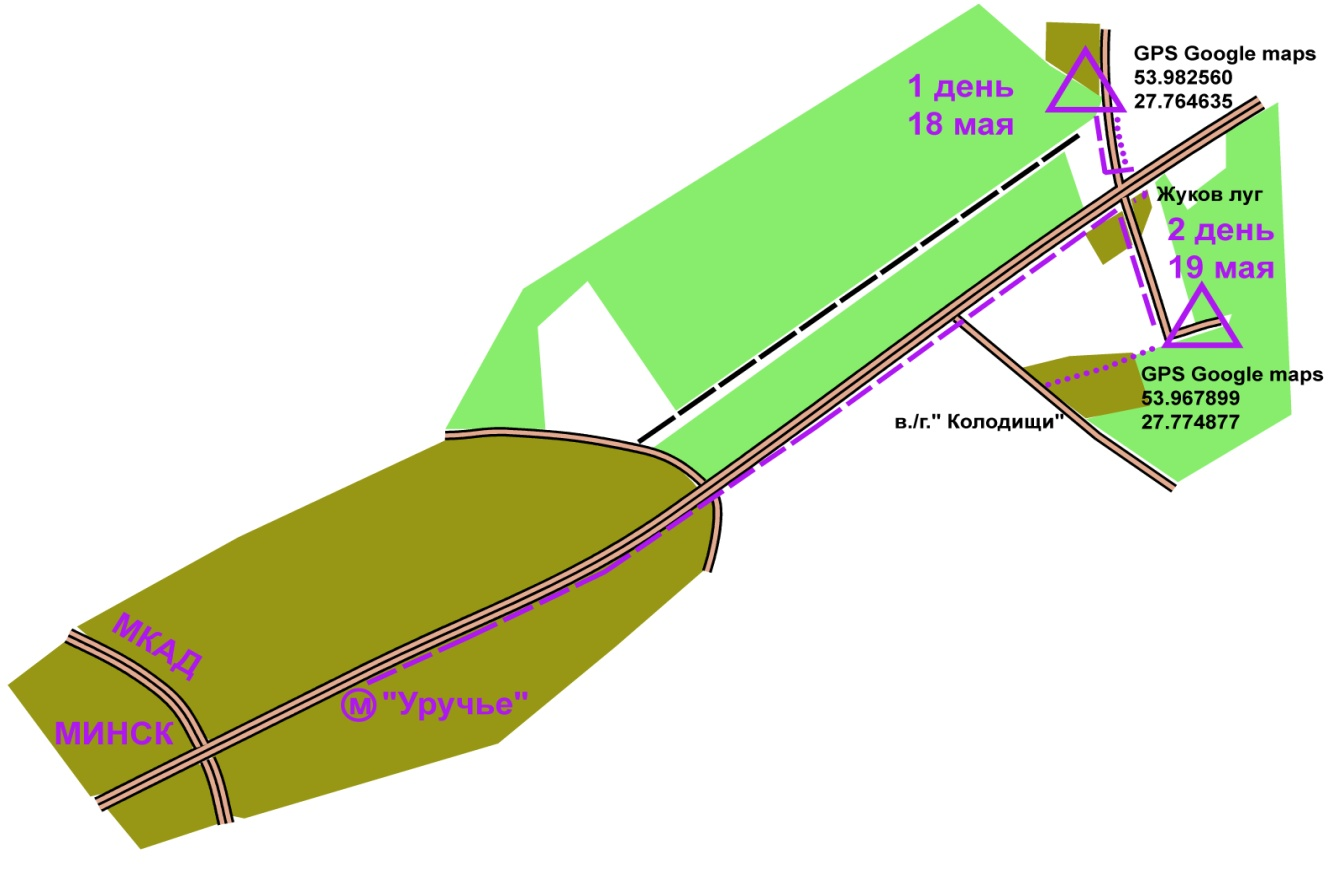 1 день
18 мая
GPS Google maps
53.982560
27.764635
Жуков луг
2 день
19 мая
GPS Google maps
53.967899
27.774877
в./г." Колодищи"
МКАД
МИНСК
м "Уручье"